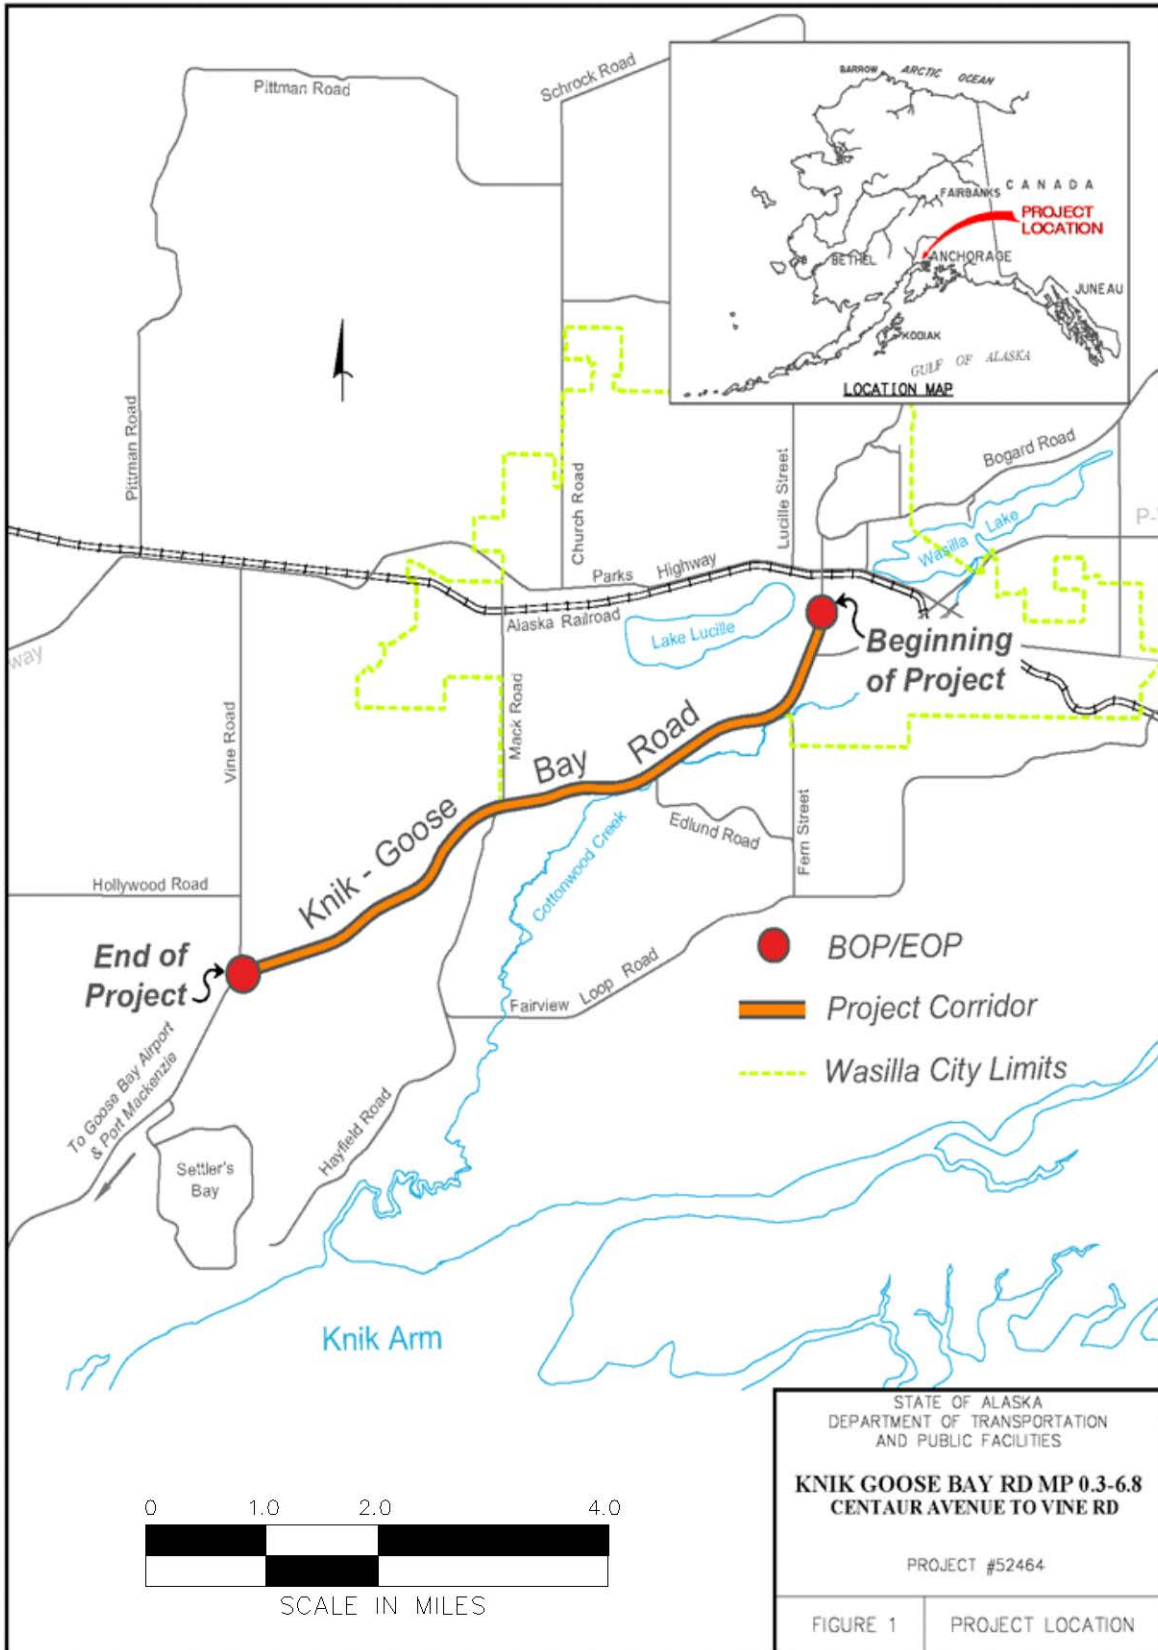 Pittman Road
Schrock Road
BARROW
ARCTIC OCEAN
FAIRBANKS
CANADA
PROJECT
LOCATION
BETHEL
ANCHORAGE
JUNEAU
KODIAK
GULF OF ALASKA
LOCATION MAP
Pittman Road
Church Road
Lucille Street
Bogard Road
Wasilla Lake
P-
Parks Highway
Alaska Railroad
Lake Lucille
Beginning
of Project
way
Vine Road
Mack Road
Knik - Goose Bay Road
Edlund Road
Fern Street
Cottonwood Creek
Hollywood Road
End of
Project
BOP/EOP
Fairview Loop Road
Project Corridor
Wasilla City Limits
To Goose Bay Airport
& Port Mackenzie
Hayfield Road
Settler's
Bay
Knik Arm
STATE OF ALASKA
DEPARTMENT OF TRANSPORTATION
AND PUBLIC FACILITIES
KNIK GOOSE BAY RD MP 0.3-6.8
CENTAUR AVENUE TO VINE RD
PROJECT #52464
FIGURE 1
PROJECT LOCATION
0 1.0 2.0 4.0
SCALE IN MILES